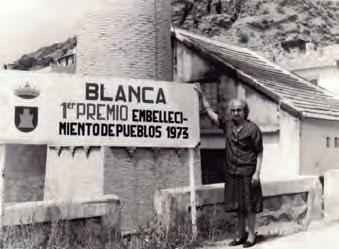 BLANCA
1er PREMIO EMBELLECI-
MIENTO DE PUEBLOS 1973